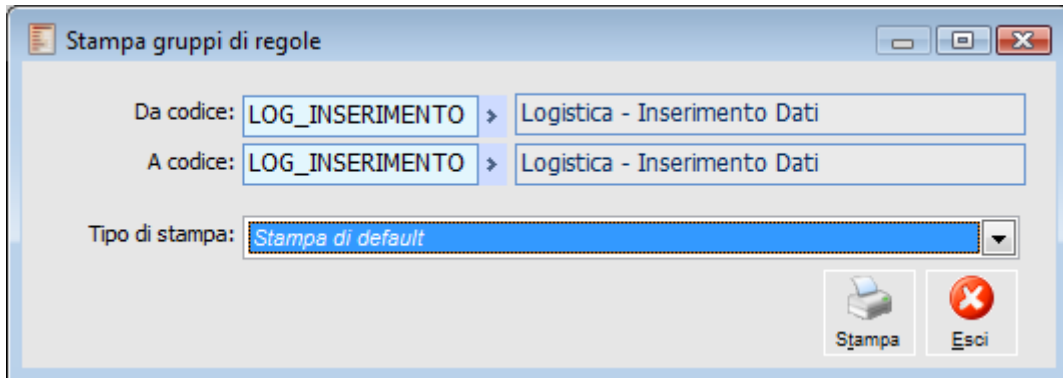 Stampa gruppi di regole
Da codice: LOG_INSERIMENTO Logistica - Inserimento Dati
A codice: LOG_INSERIMENTO Logistica - Inserimento Dati
Tipo di stampa: Stampa di default
Stampa Esci